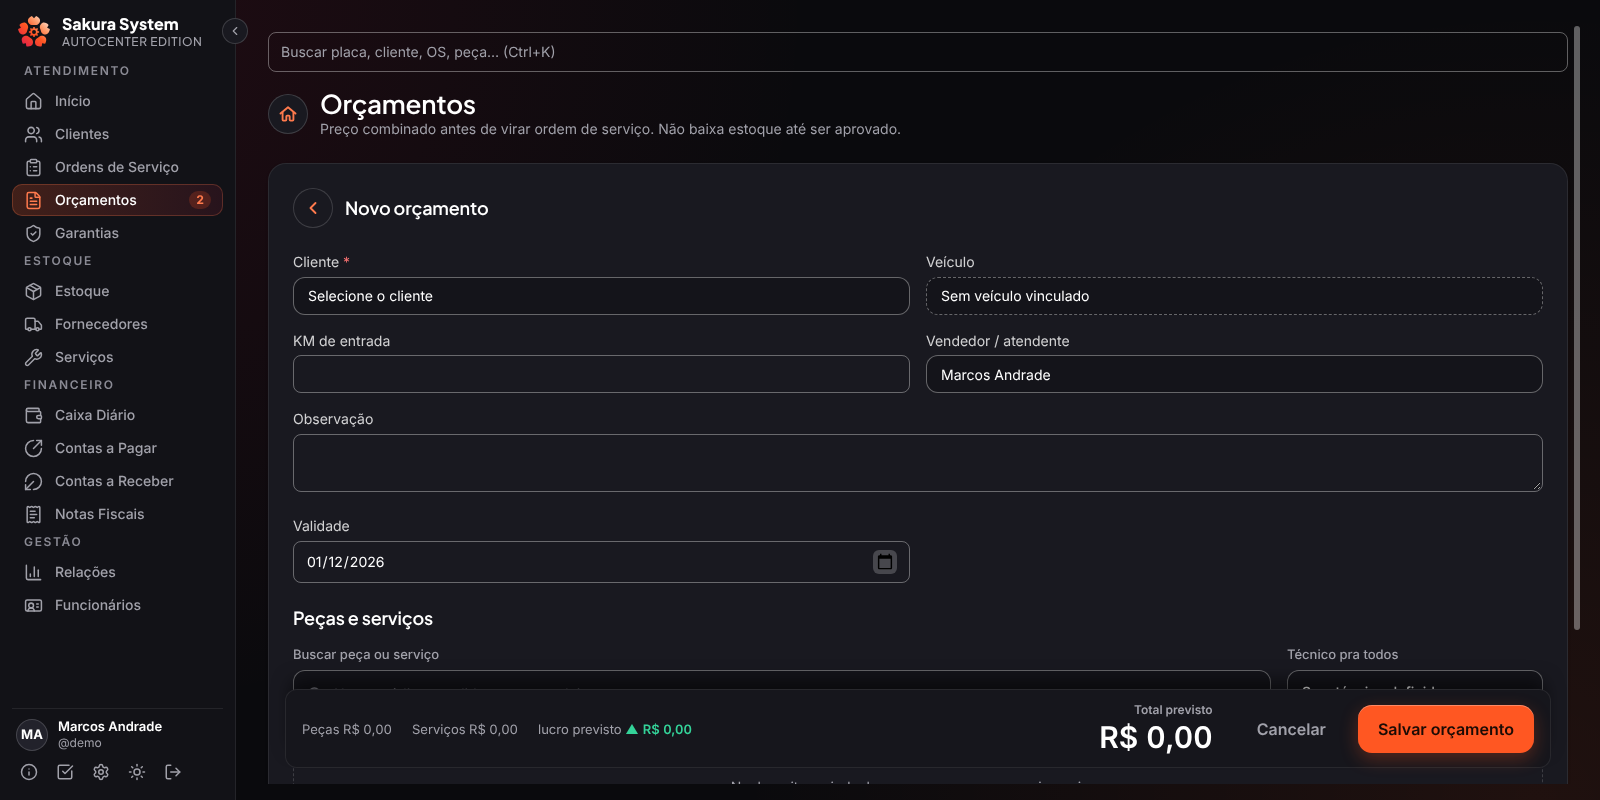 Sakura System
AUTOCENTER EDITION
ATENDIMENTO
Início
Clientes
Ordens de Serviço
Orçamentos 2
Garantias
ESTOQUE
Estoque
Fornecedores
Serviços
FINANCEIRO
Caixa Diário
Contas a Pagar
Contas a Receber
Notas Fiscais
GESTÃO
Relações
Funcionários
MA
Marcos Andrade
@demo
Buscar placa, cliente, OS, peça... (Ctrl+K)
Orçamentos
Preço combinado antes de virar ordem de serviço. Não baixa estoque até ser aprovado.
Novo orçamento
Cliente *
Selecione o cliente
Veículo
Sem veículo vinculado
KM de entrada
Vendedor / atendente
Marcos Andrade
Observação
Validade
01/12/2026
Peças e serviços
Buscar peça ou serviço
Técnico pra todos
Peças R$ 0,00
Serviços R$ 0,00
lucro previsto ▲ R$ 0,00
Total previsto
R$ 0,00
Cancelar
Salvar orçamento